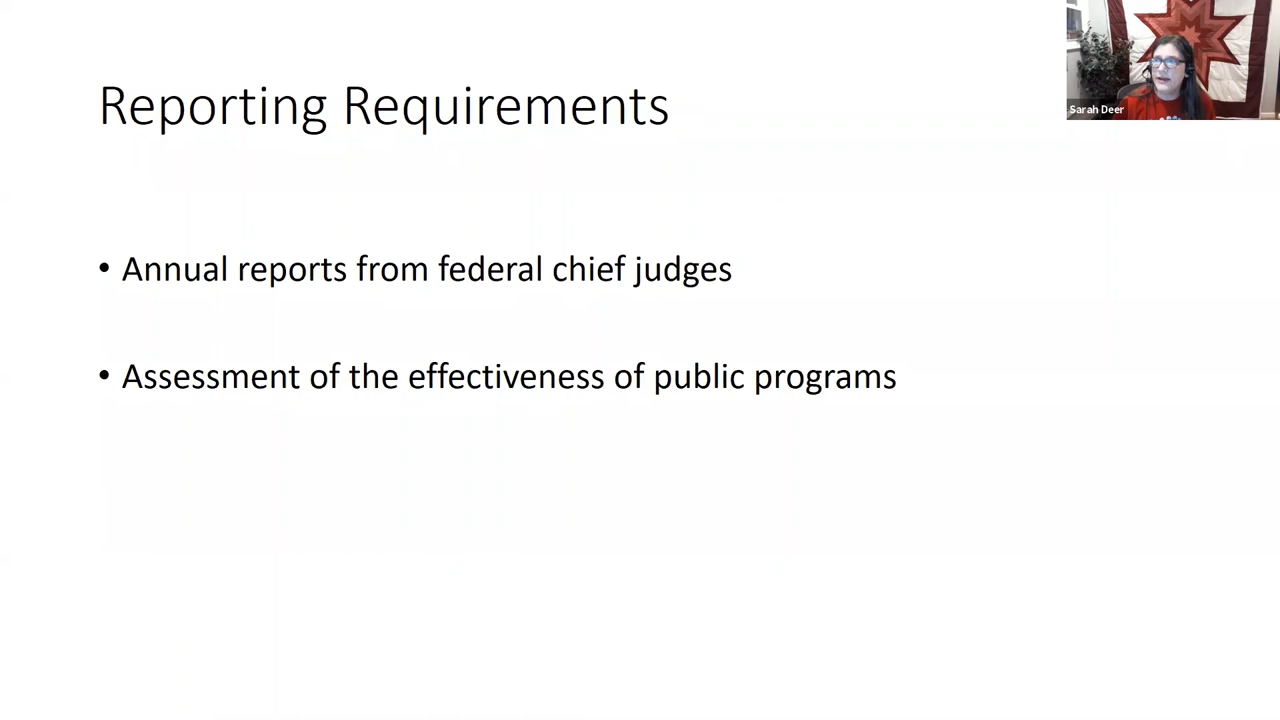 Reporting Requirements
Sarah Deer
• Annual reports from federal chief judges
• Assessment of the effectiveness of public programs